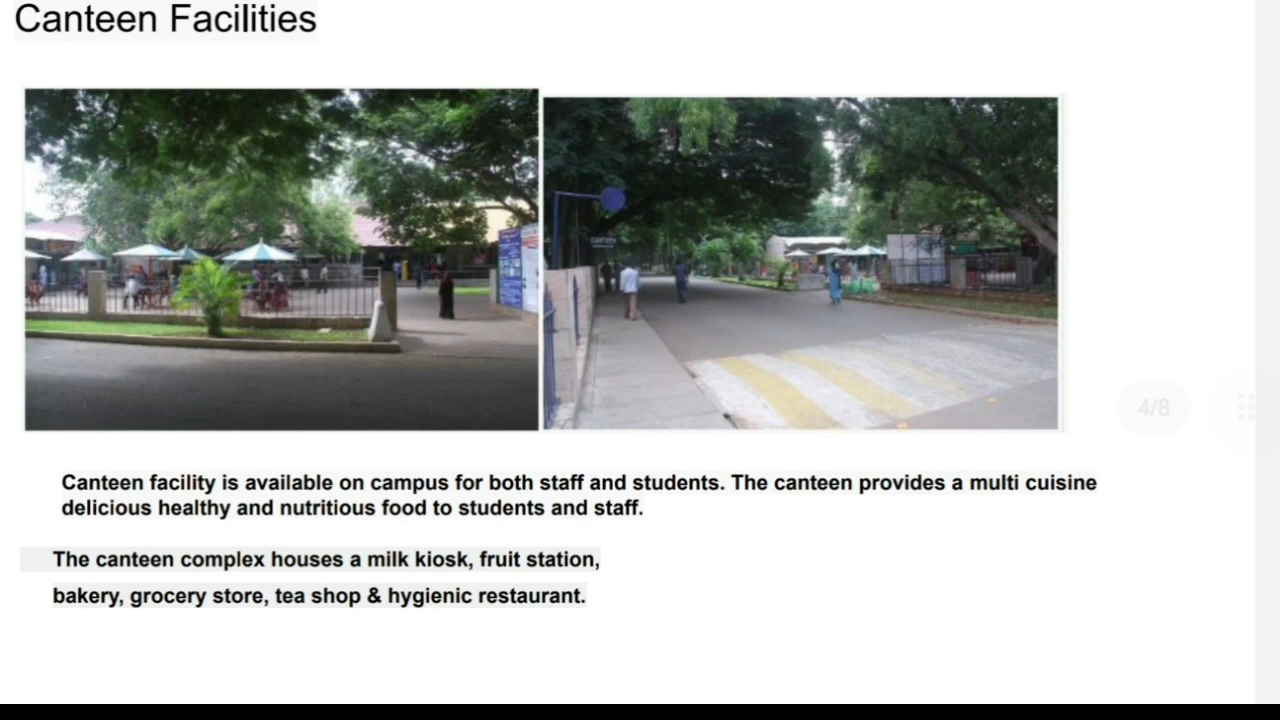 Canteen Facilities
CANTEEN
4/8
Canteen facility is available on campus for both staff and students. The canteen provides a multi cuisine
delicious healthy and nutritious food to students and staff.
The canteen complex houses a milk kiosk, fruit station,
bakery, grocery store, tea shop & hygienic restaurant.